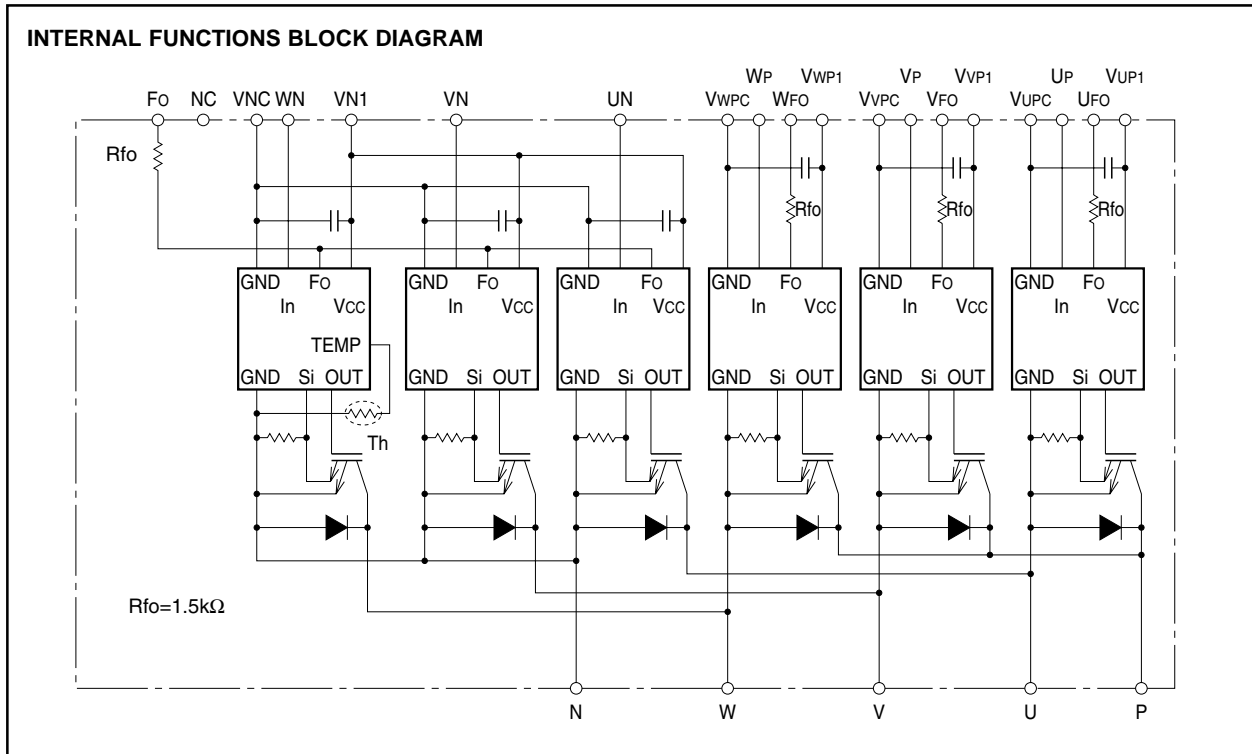 INTERNAL FUNCTIONS BLOCK DIAGRAM
WP VWP1 VP VVP1 UP VUP1
FO NC VNC WN VN1 VN UN VWPC WFO VVPC VFO VUPC UFO
Rfo
Rfo Rfo Rfo
GND FO GND FO GND FO GND FO GND FO GND FO
In VCC In VCC In VCC In VCC In VCC In VCC
TEMP
GND Si OUT GND Si OUT GND Si OUT GND Si OUT GND Si OUT GND Si OUT
Th
Rfo=1.5kΩ
N W V U P